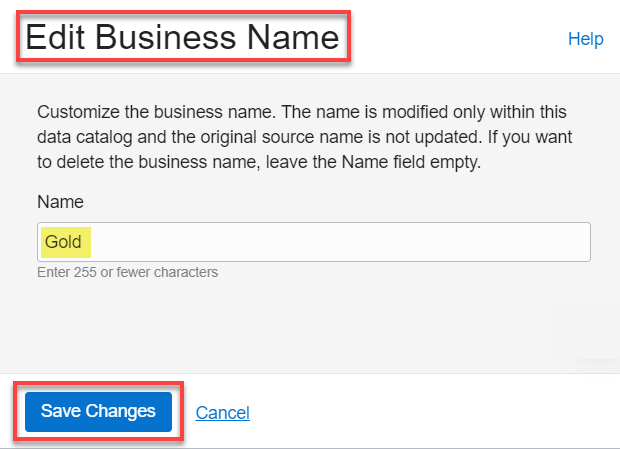 Edit Business Name
Help
Customize the business name. The name is modified only within this
data catalog and the original source name is not updated. If you want
to delete the business name, leave the Name field empty.
Name
Gold
Enter 255 or fewer characters
Save Changes
Cancel